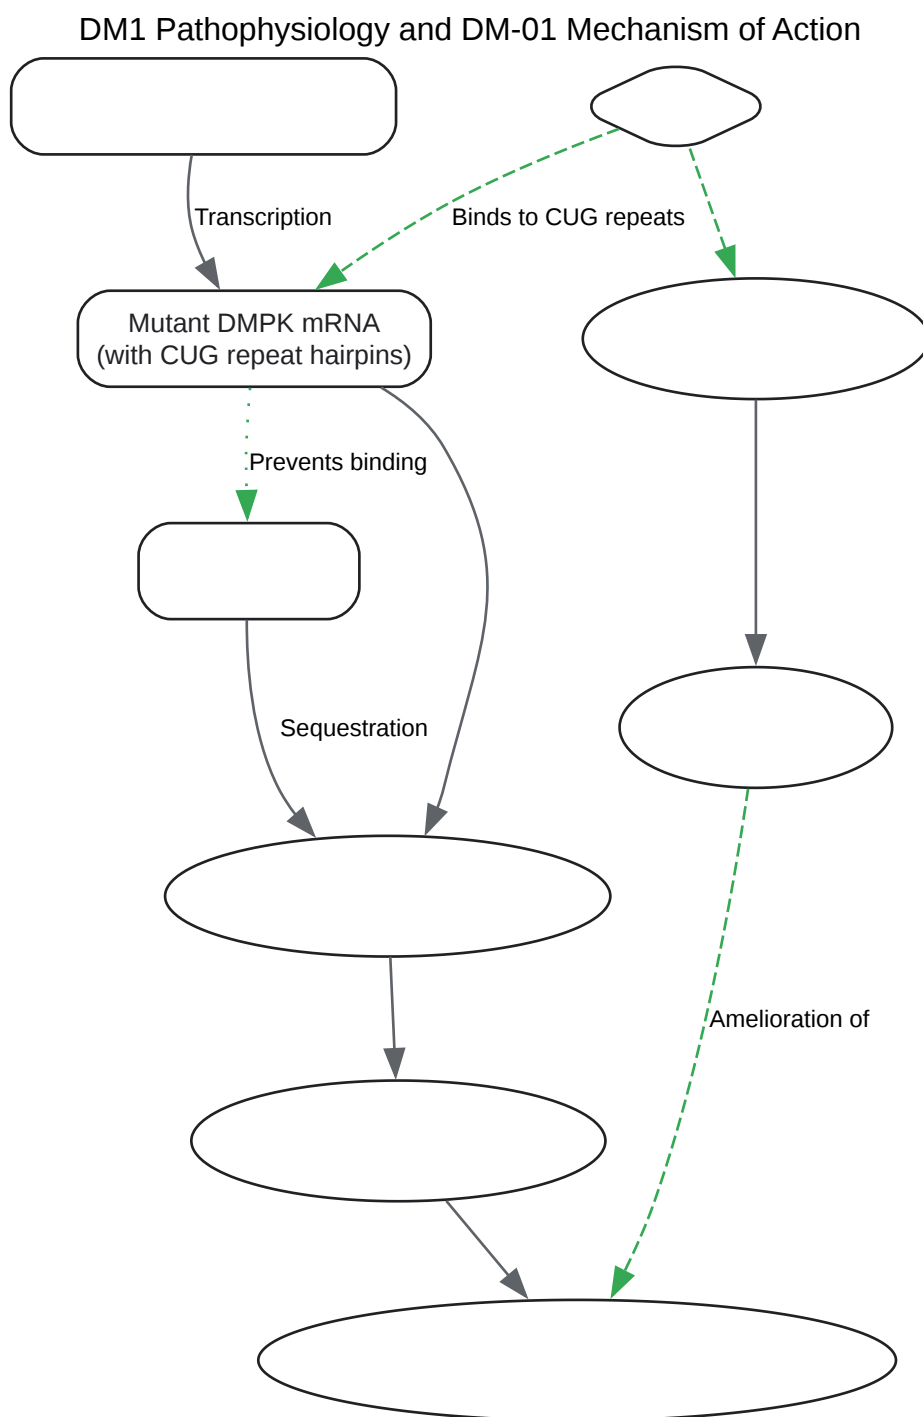 DM1 Pathophysiology and DM-01 Mechanism of Action
Transcription
Binds to CUG repeats
Mutant DMPK mRNA
(with CUG repeat hairpins)
Prevents binding
Sequestration
Amelioration of